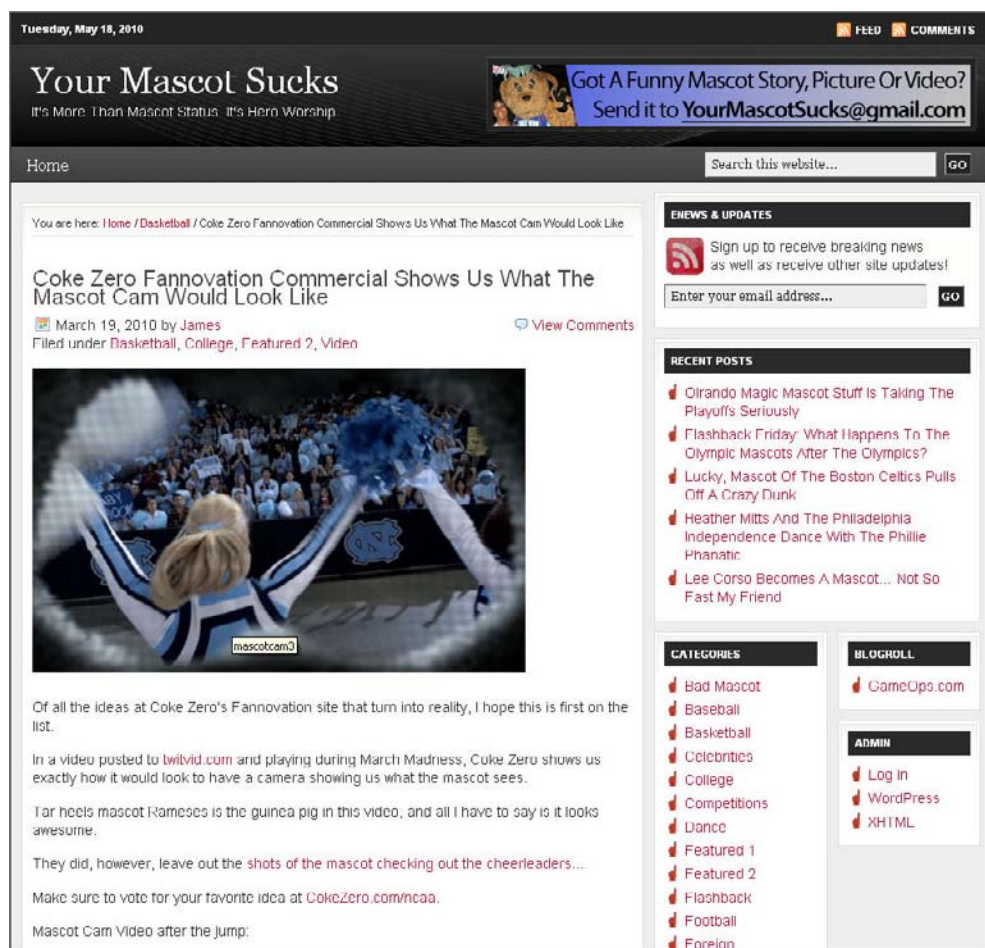 Tuesday, May 18, 2010
FEED
COMMENTS
Your Mascot Sucks
It's More Than Mascot Status. It's Hero Worship
Got A Funny Mascot Story, Picture Or Video?
Send it to YourMascotSucks@gmail.com
Home
Search this website...
GO
You are here: Home / Basketball / Coke Zero Fannovation Commercial Shows Us What The Mascot Cam Would Look Like
Coke Zero Fannovation Commercial Shows Us What The
Mascot Cam Would Look Like
March 19, 2010 by James
View Comments
Filed under Basketball, College, Featured 2, Video
mascotcam3
Of all the ideas at Coke Zero's Fannovation site that turn into reality, I hope this is first on the
list.
In a video posted to twitvid.com and playing during March Madness, Coke Zero shows us
exactly how it would look to have a camera showing us what the mascot sees.
Tar heels mascot Rameses is the guinea pig in this video, and all I have to say is it looks
awesome.
They did, however, leave out the shots of the mascot checking out the cheerleaders...
Make sure to vote for your favorite idea at CokeZero.com/ncaa.
Mascot Cam Video after the jump:
ENEWS & UPDATES
Sign up to receive breaking news
as well as receive other site updates!
Enter your email address...
GO
RECENT POSTS
Olrando Magic Mascot Stuff Is Taking The
Playoffs Seriously
Flashback Friday: What Happens To The
Olympic Mascots After The Olympics?
Lucky, Mascot Of The Boston Celtics Pulls
Off A Crazy Dunk
Heather Mitts And The Philadelphia
Independence Dance With The Phillie
Phanatic
Lee Corso Becomes A Mascot... Not So
Fast My Friend
CATEGORIES
Bad Mascot
Baseball
Basketball
Celebrities
College
Competitions
Dance
Featured 1
Featured 2
Flashback
Football
Foreign
BLOGROLL
GameOps.com
ADMIN
Log in
WordPress
XHTML